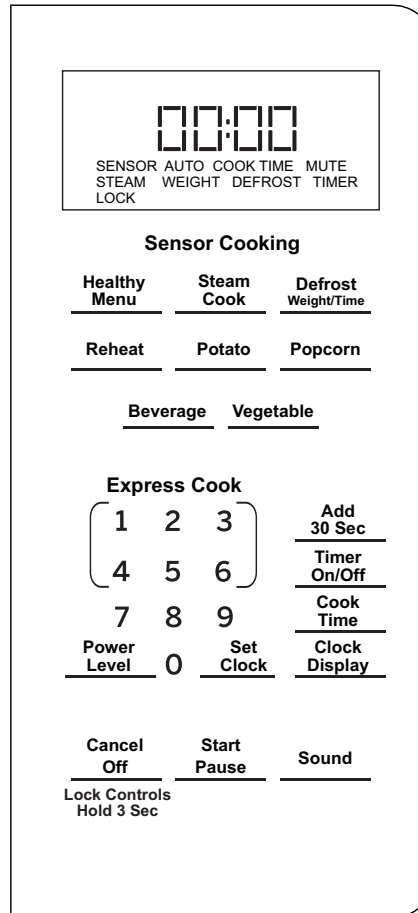 00:00
SENSOR AUTO COOK TIME MUTE
STEAM WEIGHT DEFROST TIMER
LOCK
Sensor Cooking
Healthy Menu
Steam Cook
Defrost Weight/Time
Reheat Potato Popcorn
Beverage Vegetable
Express Cook
1 2 3
Add 30 Sec
4 5 6
Timer On/Off
7 8 9
Cook Time
Power Level
0
Set Clock
Clock Display
Cancel Off
Start Pause
Sound
Lock Controls
Hold 3 Sec